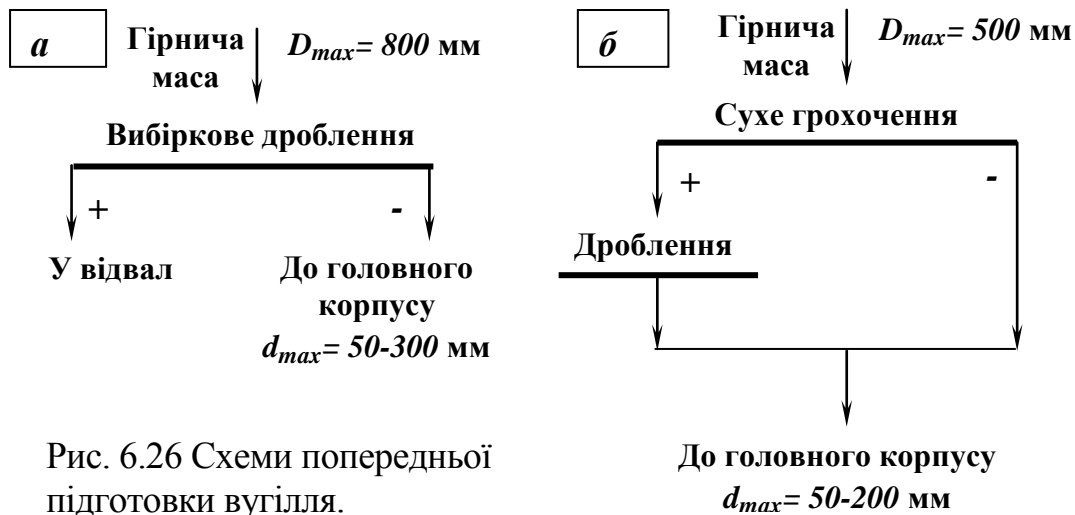 а
Гірнича
маса
Dmax= 800 мм
Вибіркове дроблення
+
-
У відвал
До головного
корпусу
dmax= 50-300 мм
б
Гірнича
маса
Dmax= 500 мм
Сухе грохочення
+
-
Дроблення
До головного корпусу
dmax= 50-200 мм
Рис. 6.26 Схеми попередньої
підготовки вугілля.